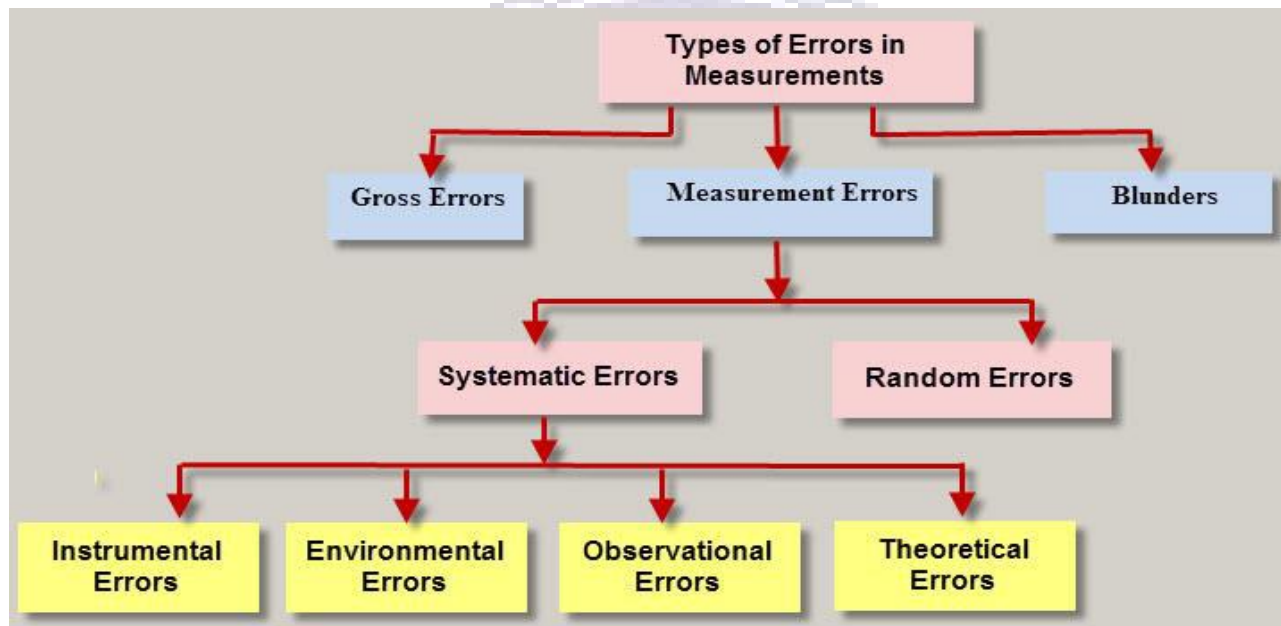 Types of Errors in
Measurements
Gross Errors
Measurement Errors
Blunders
Systematic Errors
Random Errors
Instrumental
Errors
Environmental
Errors
Observational
Errors
Theoretical
Errors